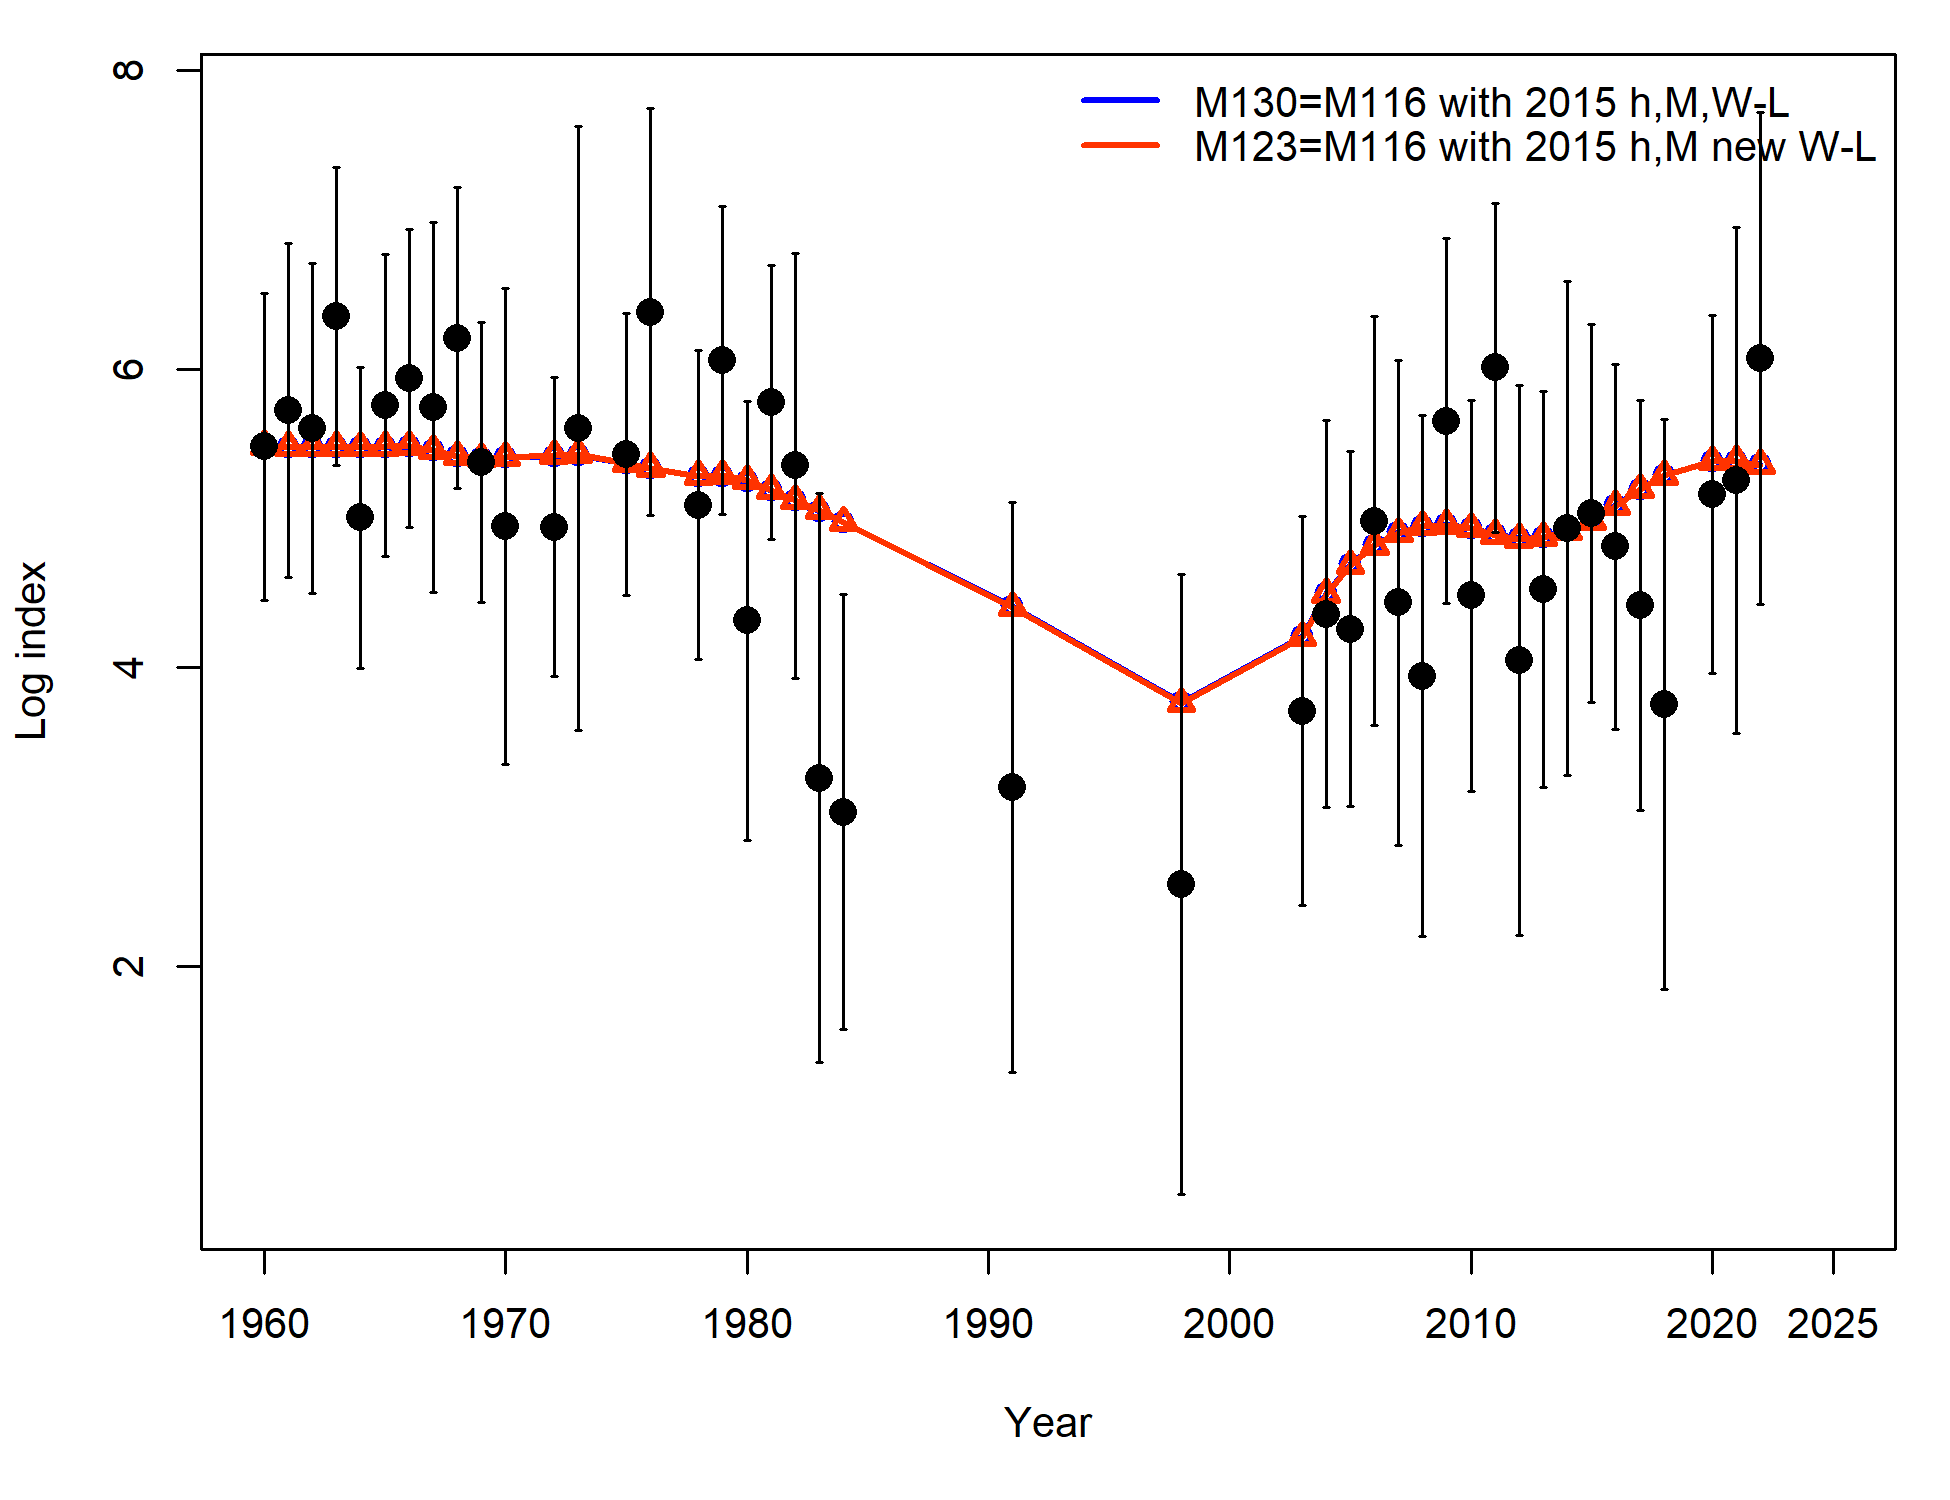 8
6
4
2
Log index
M130=M116 with 2015 h,M,W-L
M123=M116 with 2015 h,M new W-L
1960 1970 1980 1990 2000 2010 2020 2025
Year